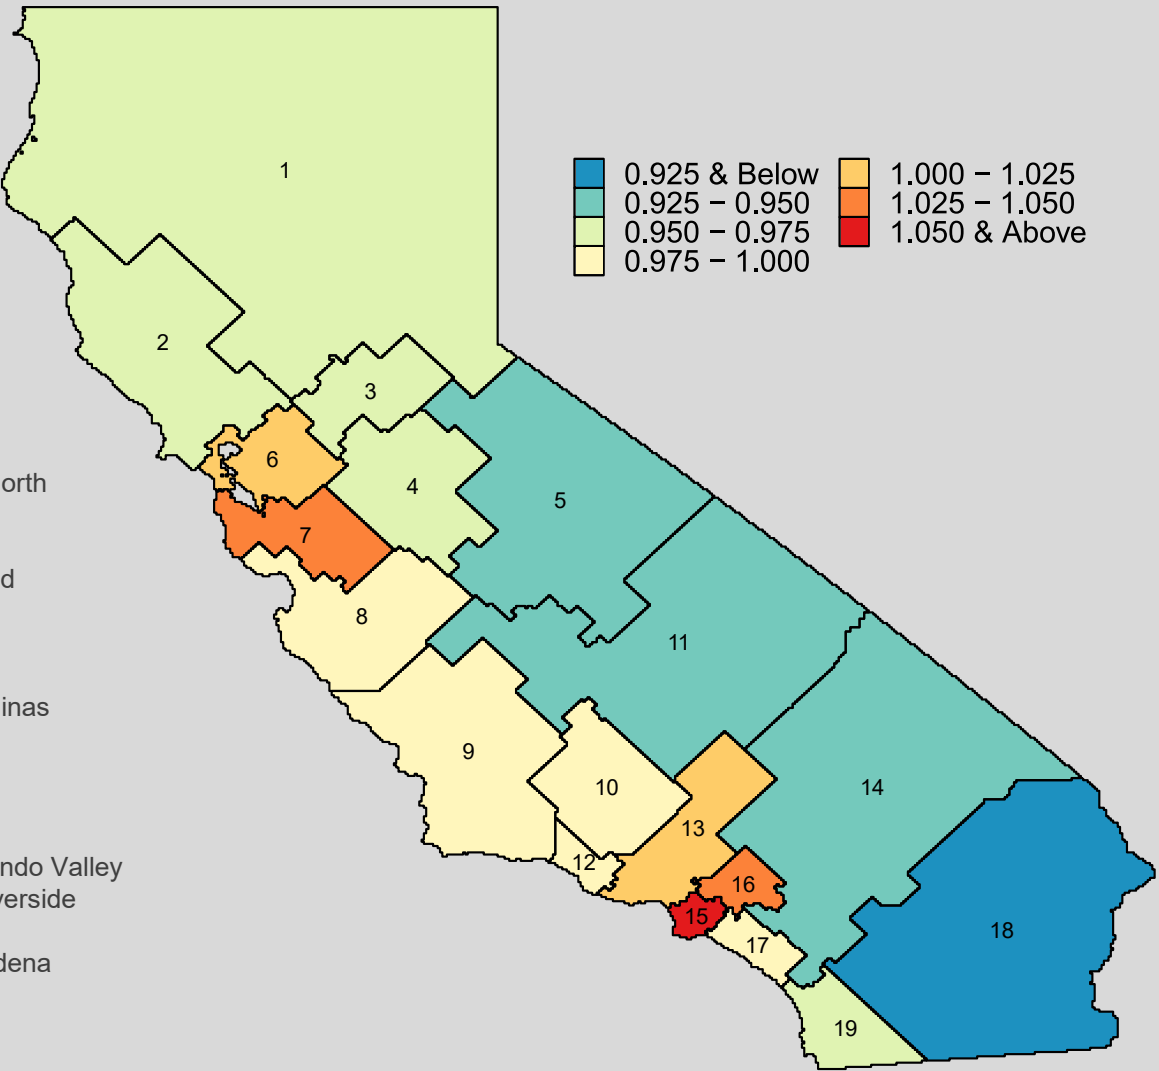 1
0.925 & Below
0.925 − 0.950
0.950 − 0.975
0.975 − 1.000
1.000 − 1.025
1.025 − 1.050
1.050 & Above
2
3
6
4
orth
5
7
d
8
11
inas
9
10
14
13
12
ndo Valley
16
verside
15
18
17
dena
19